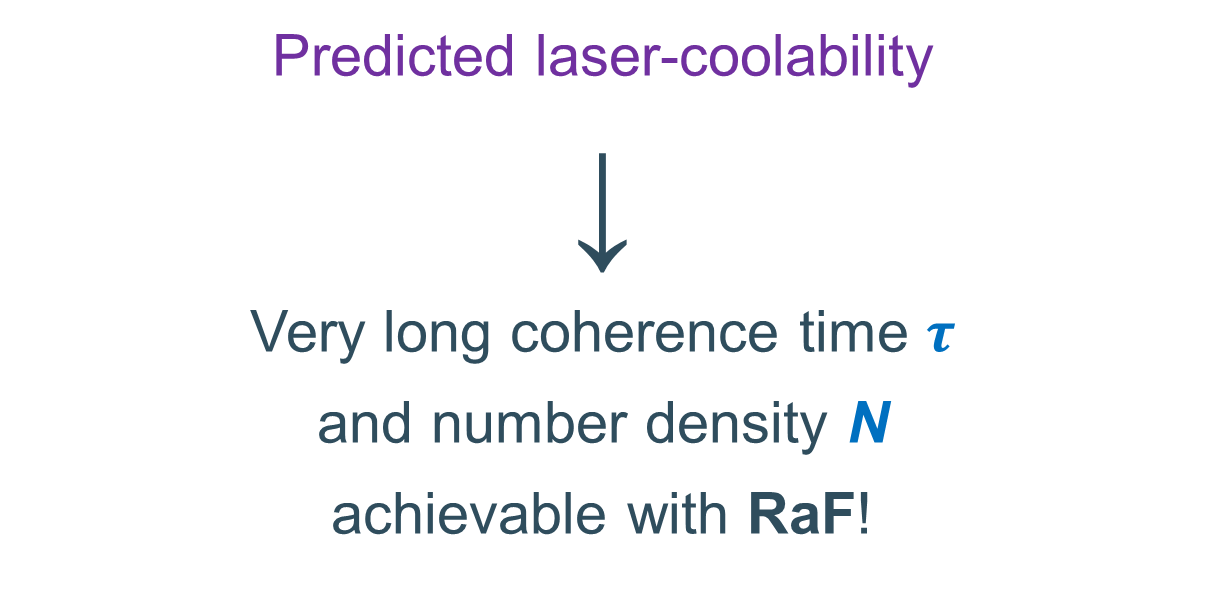 Predicted laser-coolability
Very long coherence time τ
and number density N
achievable with RaF!